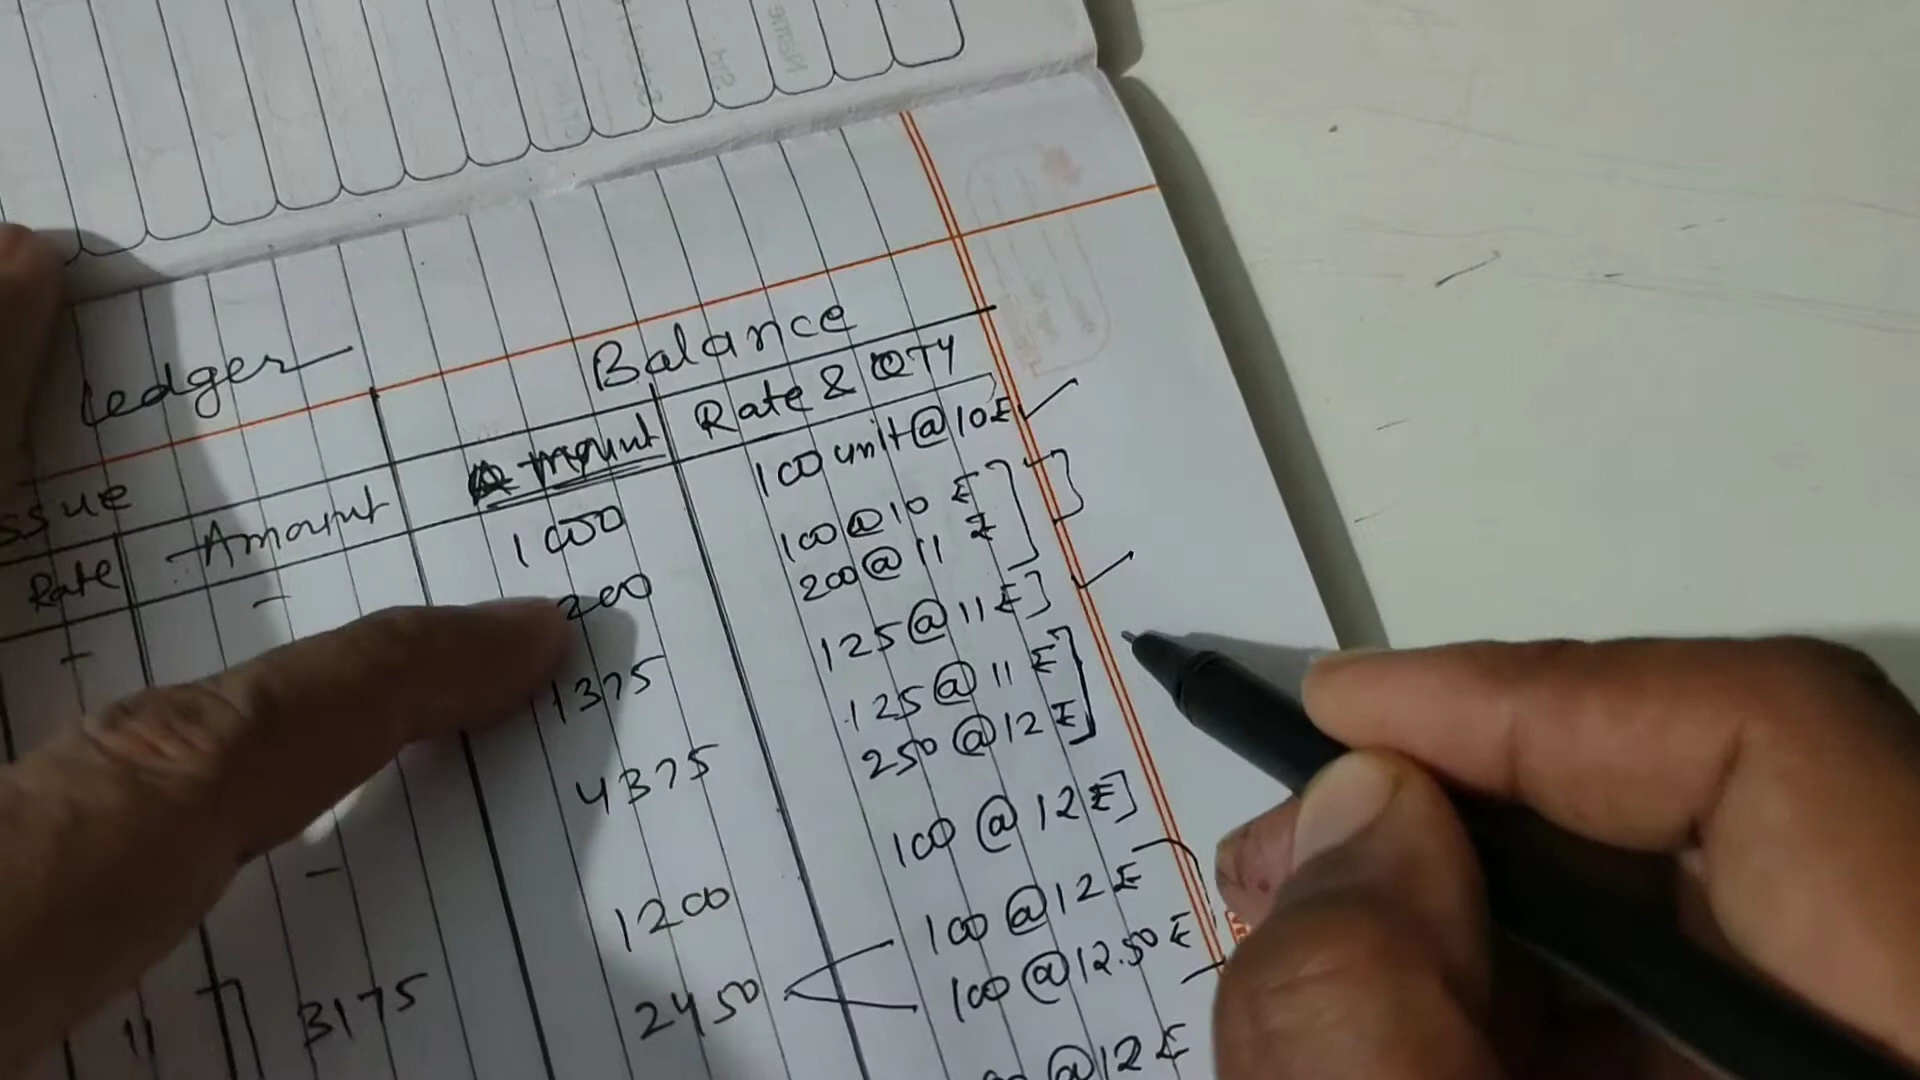 Ledger
Balance
Issue
Amount
Rate & QTY
Rate
Amount
1000
100 unit @ 10 ₹
200
100 @ 10 ₹
200 @ 11 ₹
1375
125 @ 11 ₹
4375
125 @ 11 ₹
250 @ 12 ₹
1200
100 @ 12 ₹
2450
100 @ 12 ₹
100 @ 12.50 ₹
11
3175
@ 12 ₹